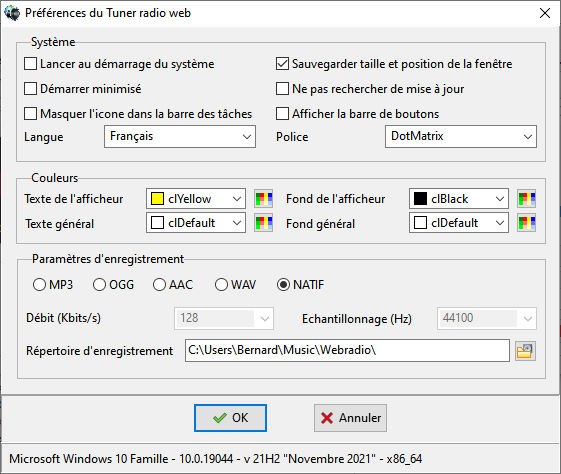 Préférences du Tuner radio web
Système
Lancer au démarrage du système
Sauvegarder taille et position de la fenêtre
Démarrer minimisé
Ne pas rechercher de mise à jour
Masquer l'icone dans la barre des tâches
Afficher la barre de boutons
Langue Français Police DotMatrix
Couleurs
Texte de l'afficheur clYellow Fond de l'afficheur clBlack
Texte général clDefault Fond général clDefault
Paramètres d'enregistrement
MP3 OGG AAC WAV NATIF
Débit (Kbits/s) 128 Echantillonnage (Hz) 44100
Répertoire d'enregistrement C:\Users\Bernard\Music\Webradio\
OK Annuler
Microsoft Windows 10 Famille - 10.0.19044 - v 21H2 "Novembre 2021" - x86_64